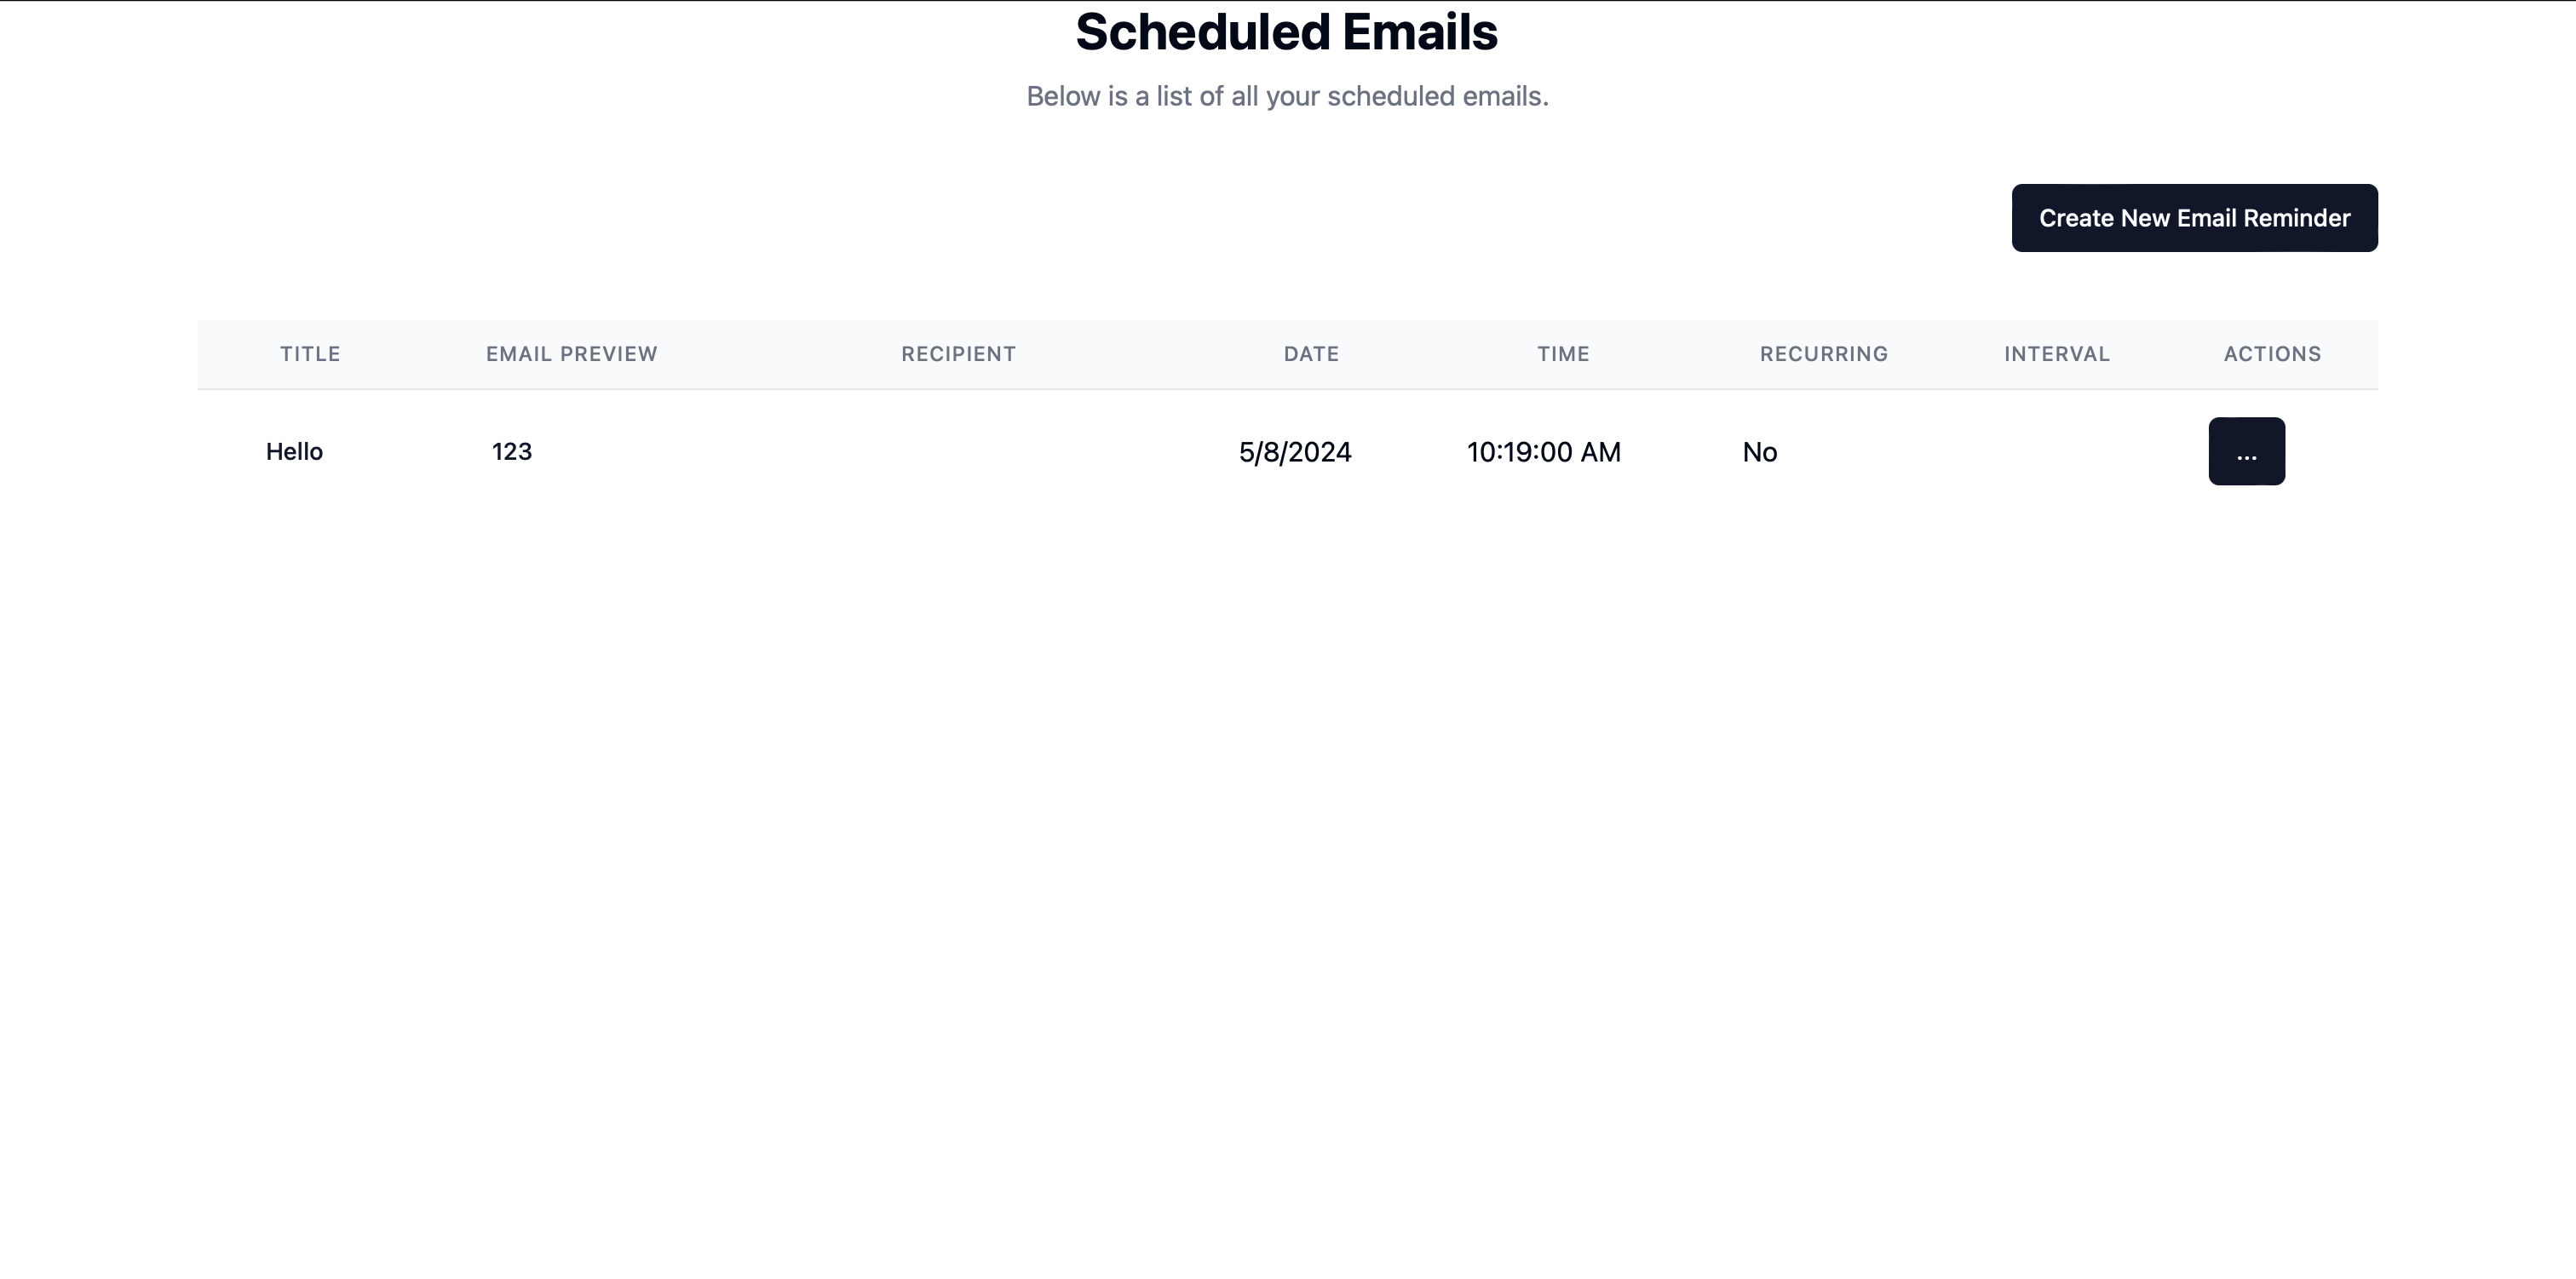 Scheduled Emails
Below is a list of all your scheduled emails.
Create New Email Reminder
TITLE EMAIL PREVIEW RECIPIENT DATE TIME RECURRING INTERVAL ACTIONS
Hello 123 5/8/2024 10:19:00 AM No ...